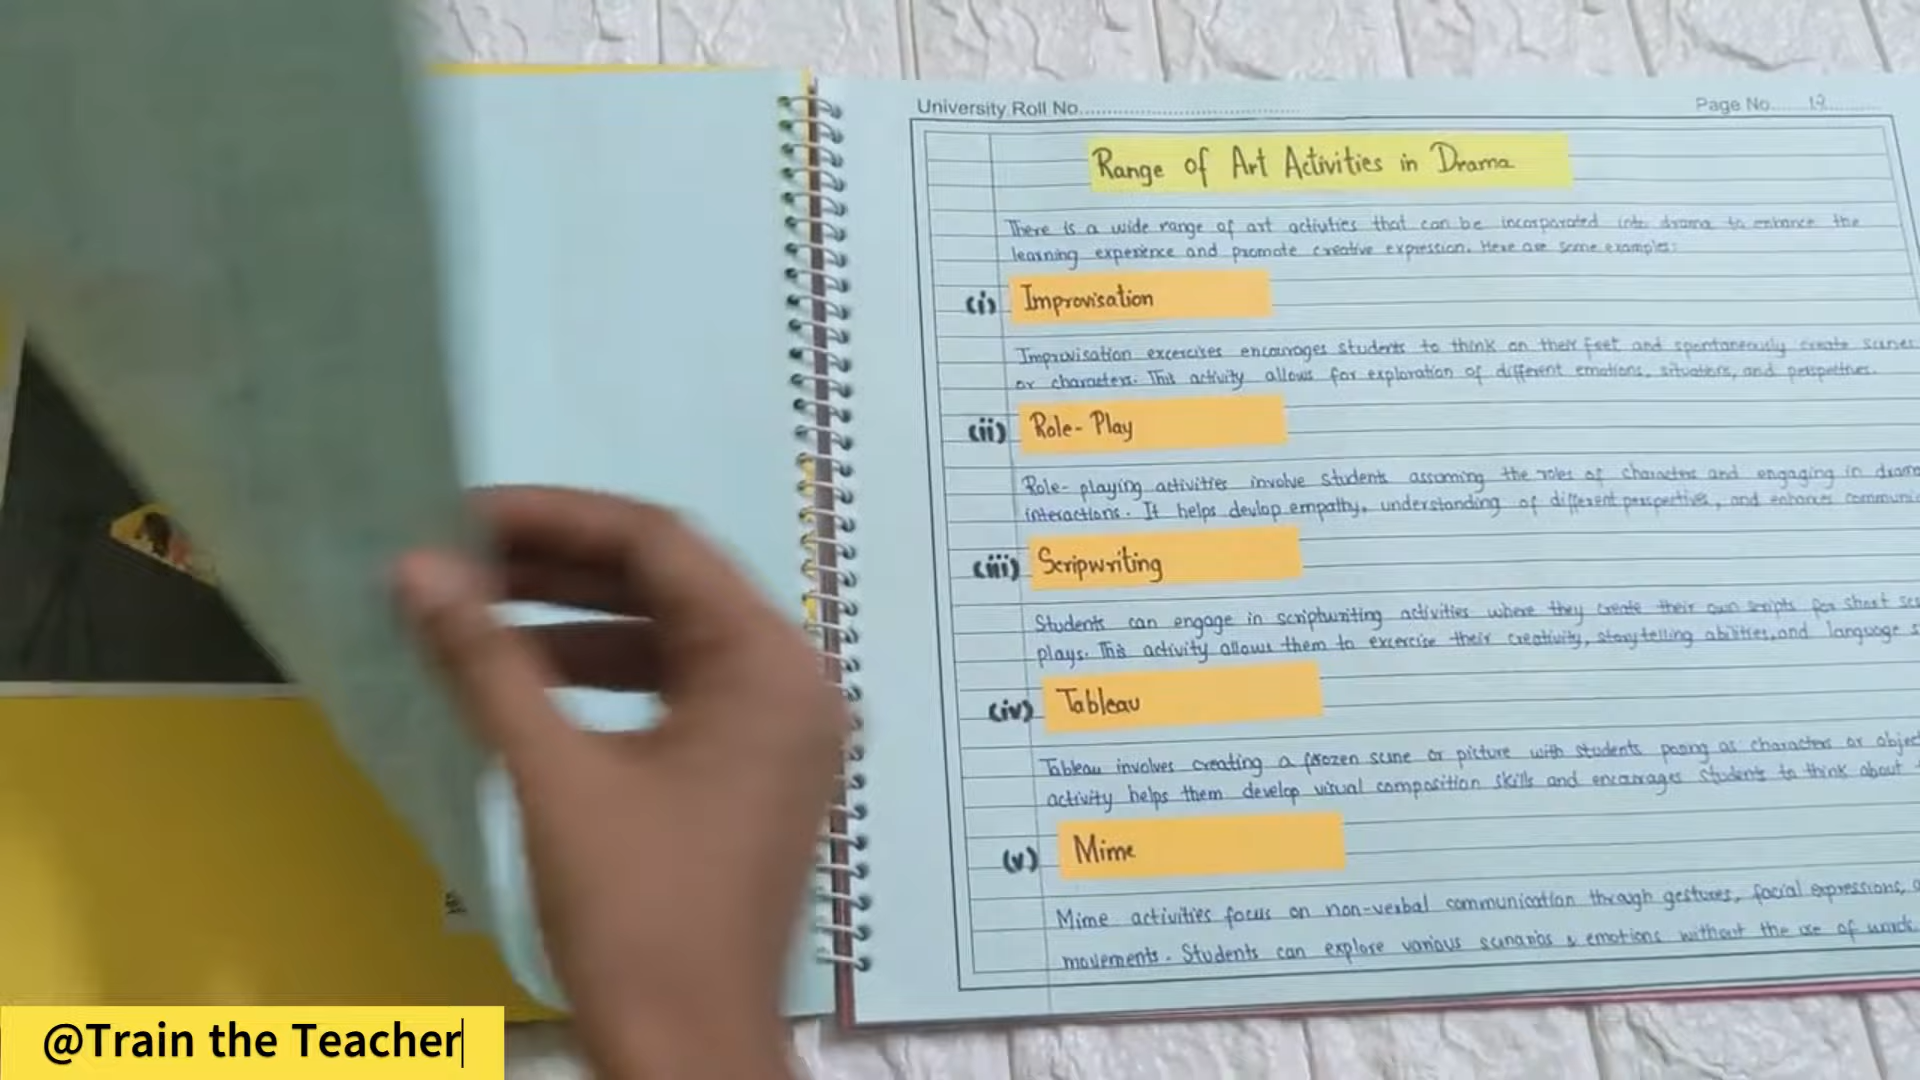 University Roll No.
Page No. 12
Range of Art Activities in Drama
There is a wide range of art activities that can be incorporated into drama to enhance the
learning experience and promote creative expression. Here are some examples:
(i) Improvisation
Improvisation excercises encourages students to think on their feet and spontaneously create scenes
or characters. This activity allows for exploration of different emotions, situations, and perspectives.
(ii) Role-Play
Role-playing activities involve students assuming the roles of characters and engaging in
interactions. It helps devlop empathy, understanding of different perspectives, and enhances
(iii) Scripwriting
Students can engage in scriptwriting activities where they create their own scripts for short
plays. This activity allows them to excercise their creativity, storytelling abilities, and language
(iv) Tableau
Tableau involves creating a frozen scene or picture with students posing as characters or
activity helps them develop visual composition skills and encourages students to think about
(v) Mime
Mime activities focus on non-verbal communication through gestures, facial expressions,
movements. Students can explore various scenarios & emotions without the use of words.
@Train the Teacher